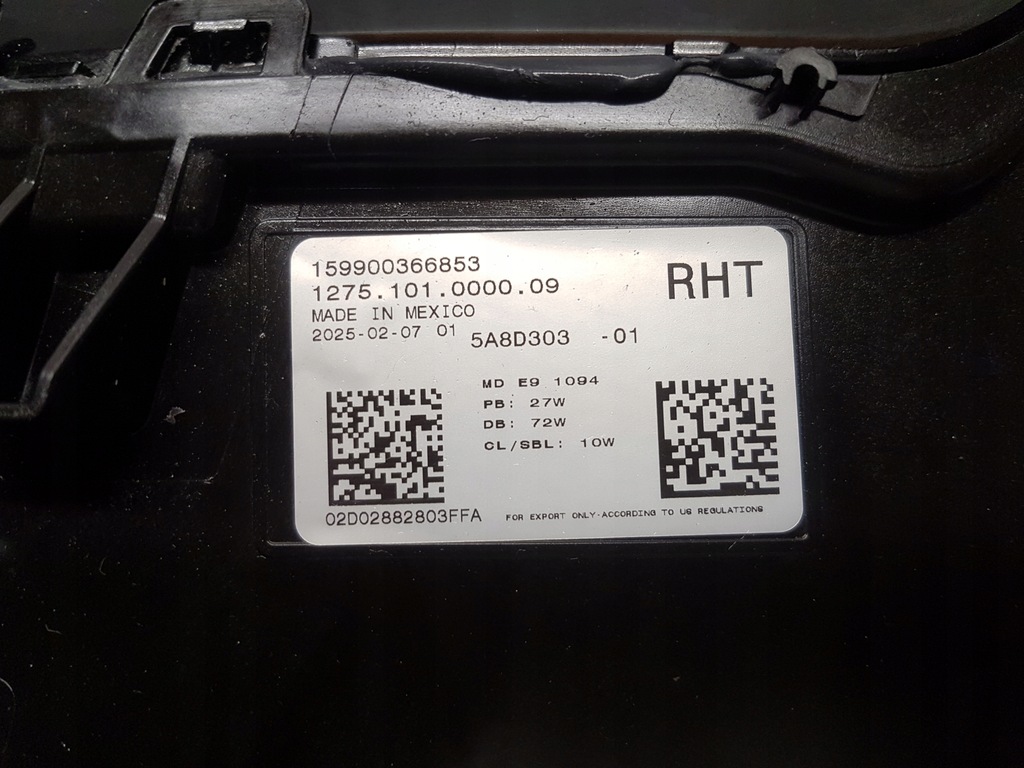 159900366853
RHT
1275.101.0000.09
MADE IN MEXICO
2025-02-07 01
5A8D303 -01
MD E9 1094
PB: 27W
DB: 72W
CL/SBL: 10W
02D02882803FFA
FOR EXPORT ONLY-ACCORDING TO US REGULATIONS